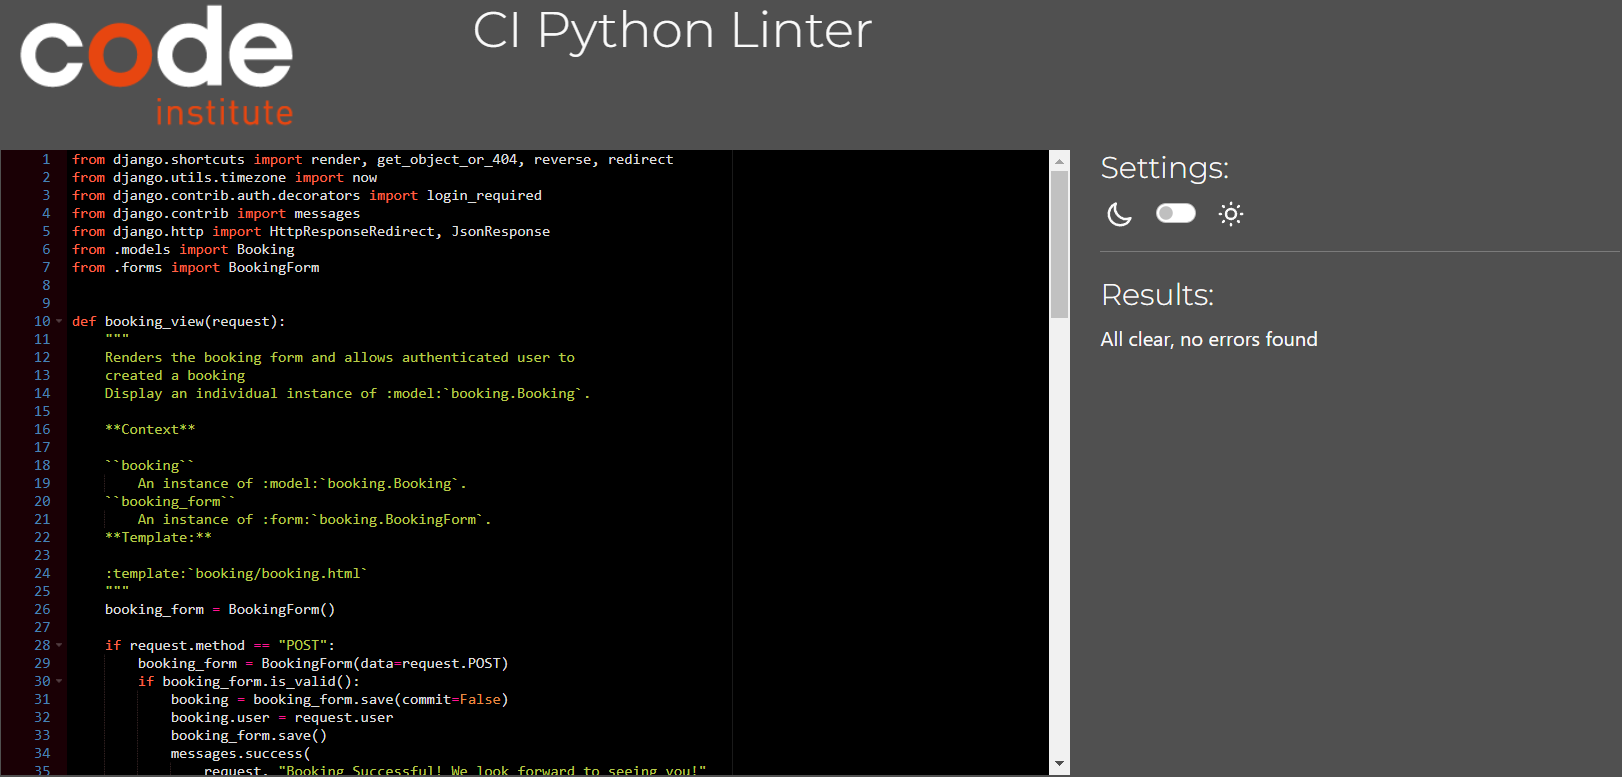 code
institute
CI Python Linter
1 from django.shortcuts import render, get_object_or_404, reverse, redirect
2 from django.utils.timezone import now
3 from django.contrib.auth.decorators import login_required
4 from django.contrib import messages
5 from django.http import HttpResponseRedirect, JsonResponse
6 from .models import Booking
7 from .forms import BookingForm
8
9
10 def booking_view(request):
11     """
12     Renders the booking form and allows authenticated user to
13     created a booking
14     Display an individual instance of :model:`booking.Booking`.
15
16     **Context**
17
18     ``booking``
19         An instance of :model:`booking.Booking`.
20     ``booking_form``
21         An instance of :form:`booking.BookingForm`.
22     **Template:**
23
24     :template:`booking/booking.html`
25     """
26     booking_form = BookingForm()
27
28     if request.method == "POST":
29         booking_form = BookingForm(data=request.POST)
30         if booking_form.is_valid():
31             booking = booking_form.save(commit=False)
32             booking.user = request.user
33             booking_form.save()
34             messages.success(
35                 request, "Booking Successful! We look forward to seeing you!"
Settings:
Results:
All clear, no errors found